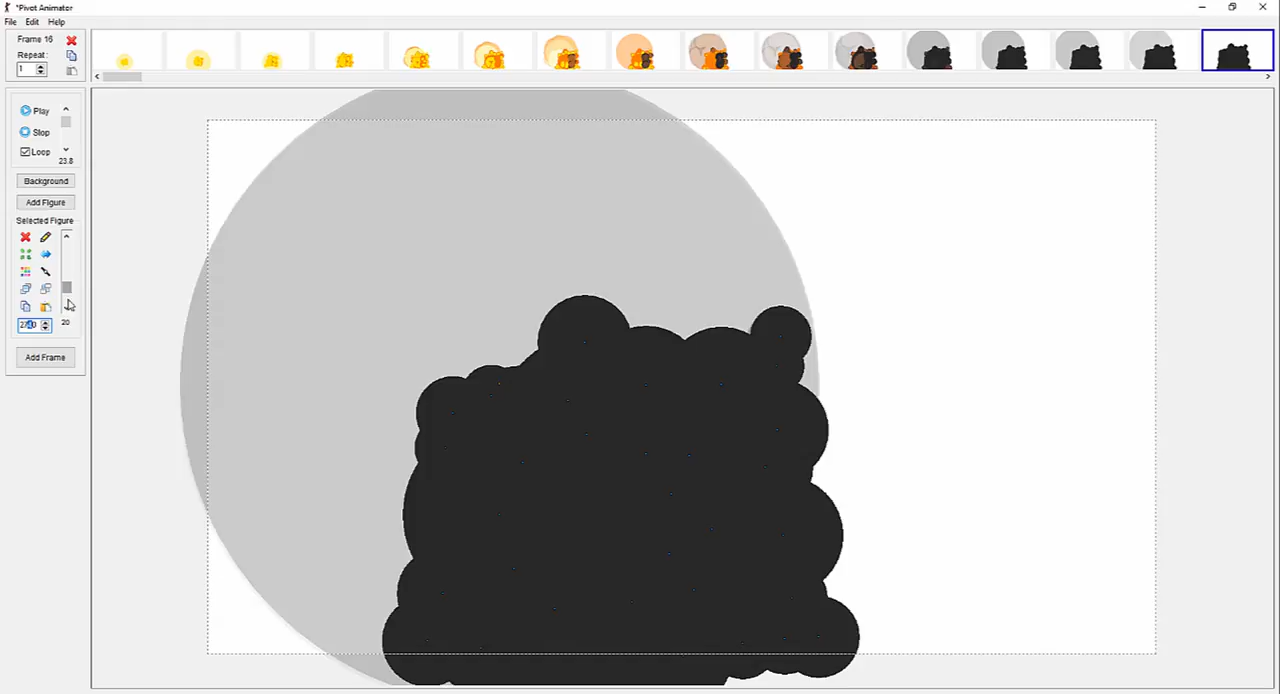 *Pivot Animator
File Edit Help
Frame 16
Repeat:
1
Play
Stop
Loop
23.8
Background
Add Figure
Selected Figure
20
Add Frame